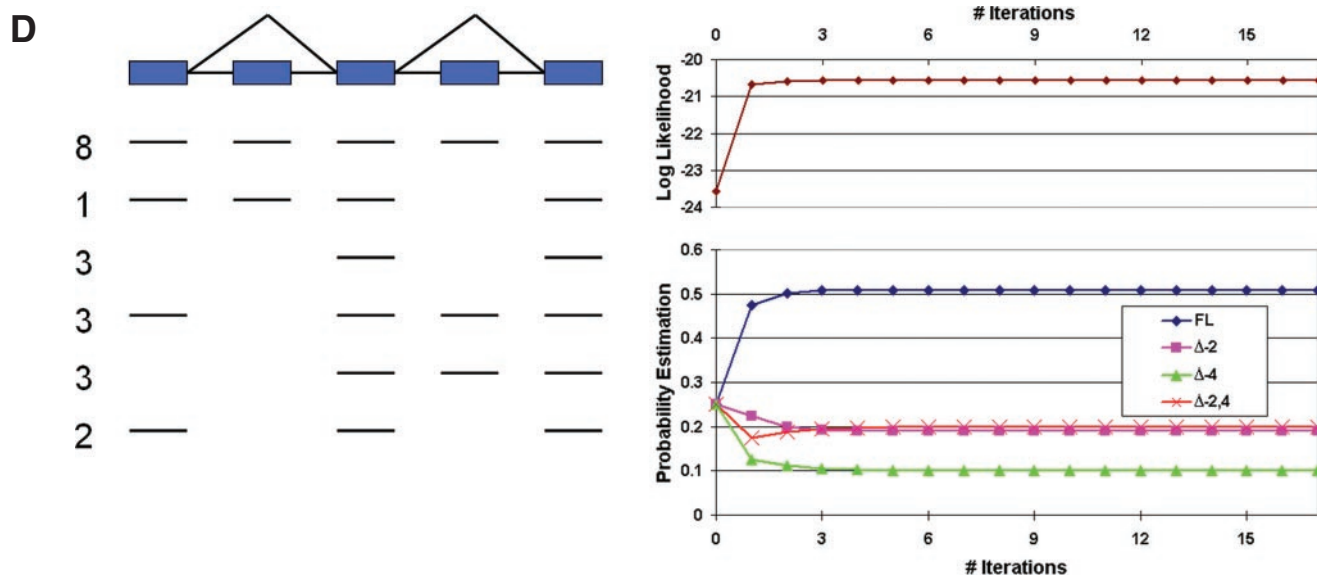 D
8
1
3
3
3
2
# Iterations
0 3 6 9 12 15
Log Likelihood
-20
-21
-22
-23
-24
Probability Estimation
0.6
0.5
0.4
0.3
0.2
0.1
0
FL
Δ-2
Δ-4
Δ-2,4
0 3 6 9 12 15
# Iterations